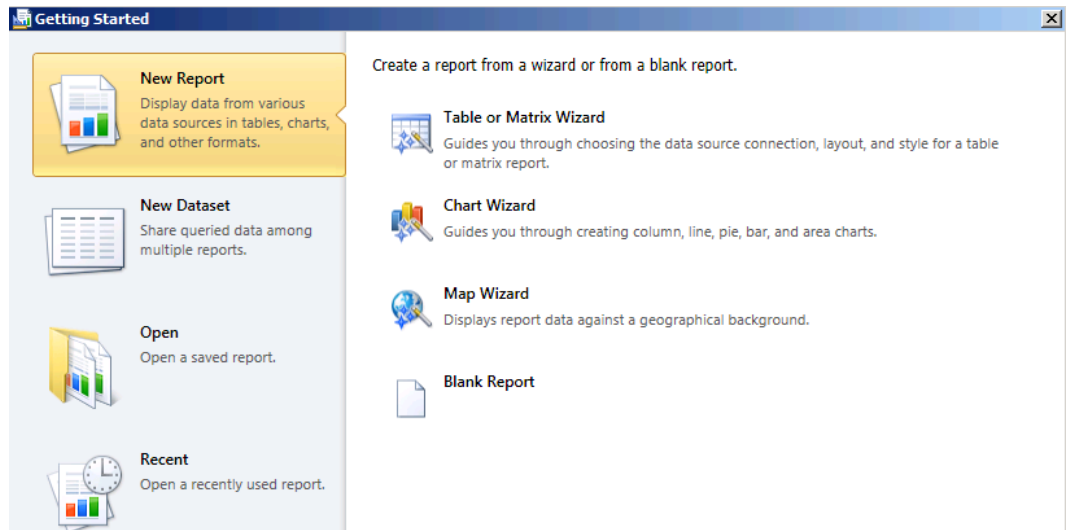 Getting Started
New Report
Display data from various
data sources in tables, charts,
and other formats.
New Dataset
Share queried data among
multiple reports.
Open
Open a saved report.
Recent
Open a recently used report.
Create a report from a wizard or from a blank report.
Table or Matrix Wizard
Guides you through choosing the data source connection, layout, and style for a table
or matrix report.
Chart Wizard
Guides you through creating column, line, pie, bar, and area charts.
Map Wizard
Displays report data against a geographical background.
Blank Report